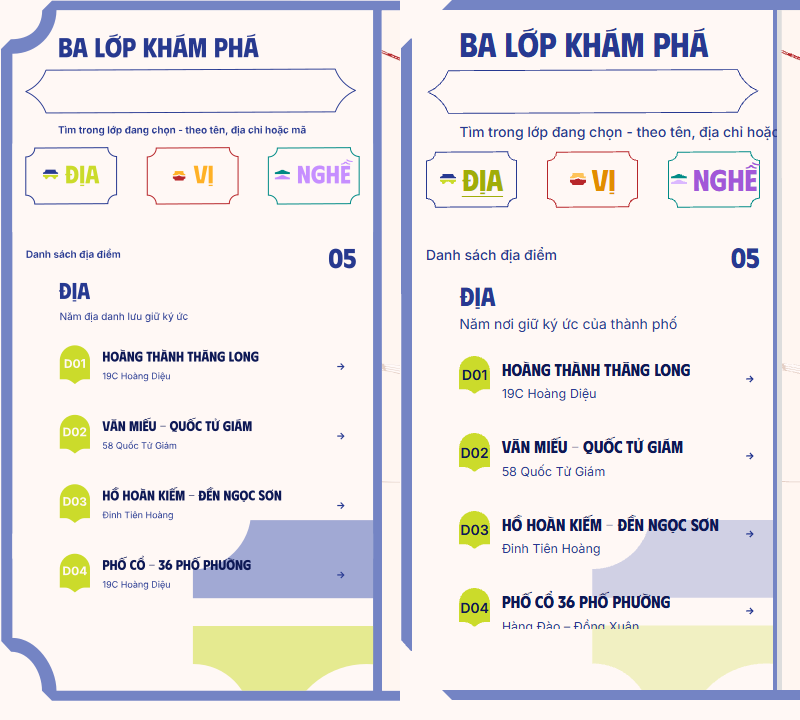 BA LỚP KHÁM PHÁ
Tìm trong lớp đang chọn - theo tên, địa chỉ hoặc mã
ĐỊA
VỊ
NGHỀ
Danh sách địa điểm
05
ĐỊA
Năm địa danh lưu giữ ký ức
D01
HOÀNG THÀNH THĂNG LONG
19C Hoàng Diệu
→
D02
VĂN MIẾU – QUỐC TỬ GIÁM
58 Quốc Tử Giám
→
D03
HỒ HOÀN KIẾM – ĐỀN NGỌC SƠN
Đinh Tiên Hoàng
→
D04
PHỐ CỔ – 36 PHỐ PHƯỜNG
19C Hoàng Diệu
→
BA LỚP KHÁM PHÁ
Tìm trong lớp đang chọn - theo tên, địa chỉ hoặc
ĐỊA
VỊ
NGHỀ
Danh sách địa điểm
05
ĐỊA
Năm nơi giữ ký ức của thành phố
D01
HOÀNG THÀNH THĂNG LONG
19C Hoàng Diệu
→
D02
VĂN MIẾU – QUỐC TỬ GIÁM
58 Quốc Tử Giám
→
D03
HỒ HOÀN KIẾM – ĐỀN NGỌC SƠN
Đinh Tiên Hoàng
→
D04
PHỐ CỔ 36 PHỐ PHƯỜNG
Hàng Đào – Đồng Xuân
→